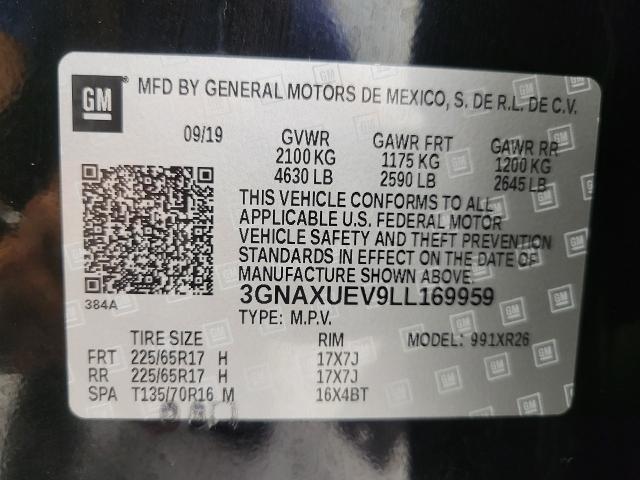 GM
MFD BY GENERAL MOTORS DE MEXICO, S. DE R.L. DE C.V.
09/19 GVWR GAWR FRT GAWR RR
2100 KG 1175 KG 1200 KG
4630 LB 2590 LB 2645 LB
THIS VEHICLE CONFORMS TO ALL
APPLICABLE U.S. FEDERAL MOTOR
VEHICLE SAFETY AND THEFT PREVENTION
STANDARDS IN EFFECT ON THE DATE OF
MANUFACTURE SHOWN ABOVE.
384A
3GNAXUEV9LL169959
TYPE: M.P.V.
TIRE SIZE RIM MODEL: 991XR26
FRT 225/65R17 H 17X7J
RR 225/65R17 H 17X7J
SPA T135/70R16 M 16X4BT